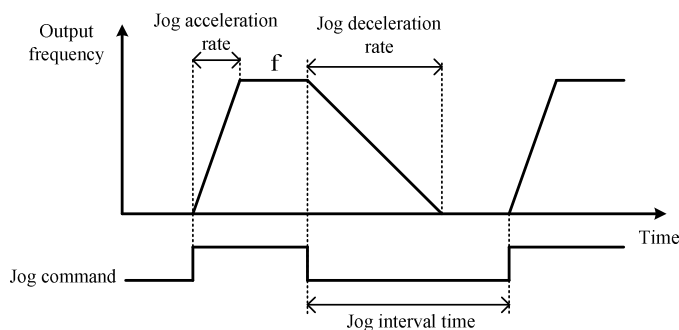 Output
frequency
Jog acceleration
rate
f
Jog deceleration
rate
Time
Jog command
Jog interval time